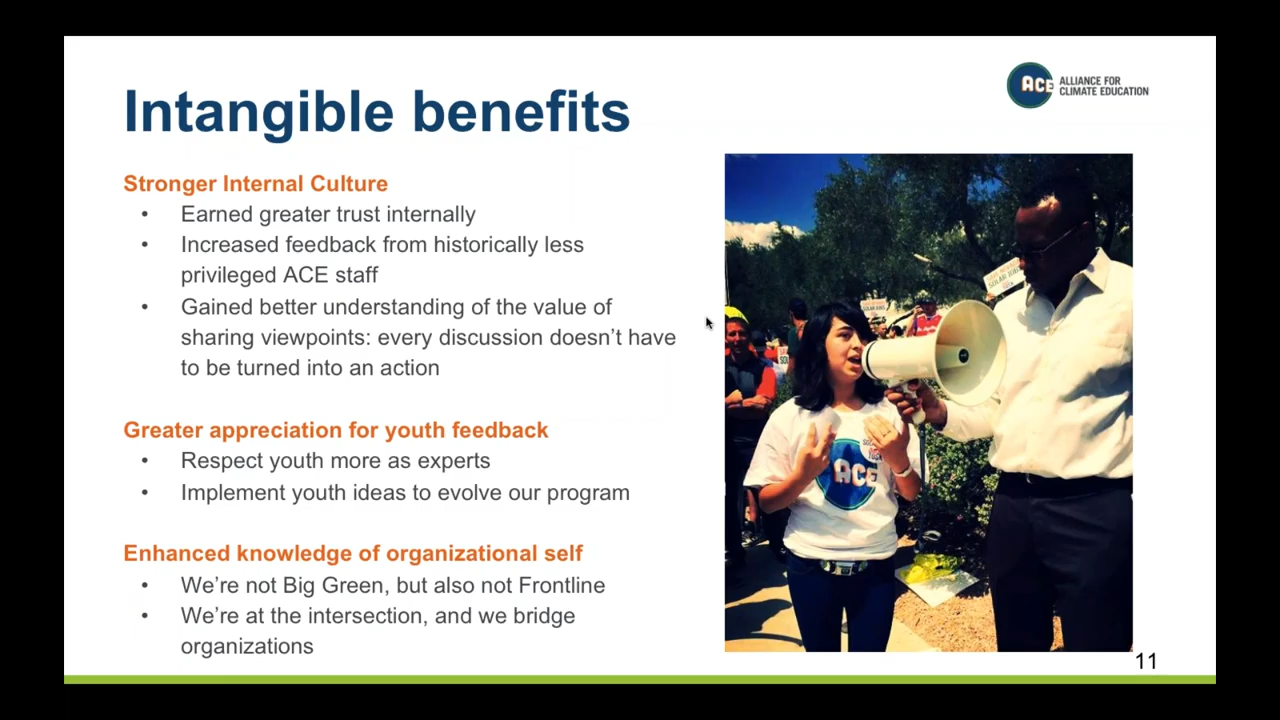 Intangible benefits
ACE ALLIANCE FOR
CLIMATE EDUCATION
Stronger Internal Culture
• Earned greater trust internally
• Increased feedback from historically less
privileged ACE staff
• Gained better understanding of the value of
sharing viewpoints: every discussion doesn’t have
to be turned into an action
Greater appreciation for youth feedback
• Respect youth more as experts
• Implement youth ideas to evolve our program
Enhanced knowledge of organizational self
• We’re not Big Green, but also not Frontline
• We’re at the intersection, and we bridge
organizations
ACE
SOLAR JOBS
11